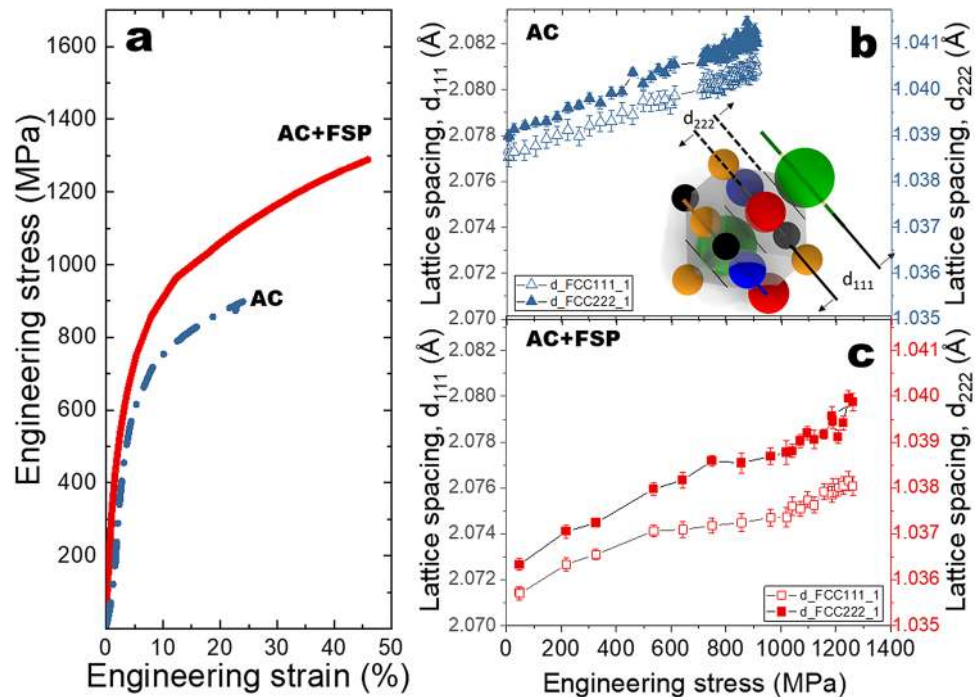 a
Engineering stress (MPa)
1600
1400
1200
1000
800
600
400
200
0 10 20 30 40 50
Engineering strain (%)
AC+FSP
AC
AC
b
Lattice spacing, d111 (Å)
2.082
2.080
2.078
2.076
2.074
2.072
2.070
Lattice spacing, d222 (Å)
1.041
1.040
1.039
1.038
1.037
1.036
1.035
d222
d111
d_FCC111_1
d_FCC222_1
AC+FSP
c
Lattice spacing, d111 (Å)
2.082
2.080
2.078
2.076
2.074
2.072
2.070
Lattice spacing, d222 (Å)
1.041
1.040
1.039
1.038
1.037
1.036
1.035
d_FCC111_1
d_FCC222_1
0 200 400 600 800 1000 1200 1400
Engineering stress (MPa)